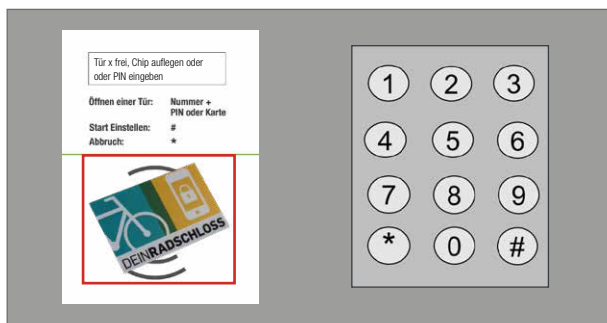 Tür x frei, Chip auflegen oder
oder PIN eingeben
Öffnen einer Tür: Nummer +
PIN oder Karte
Start Einstellen: #
Abbruch: *
DEINRADSCHLOSS
1 2 3
4 5 6
7 8 9
* 0 #